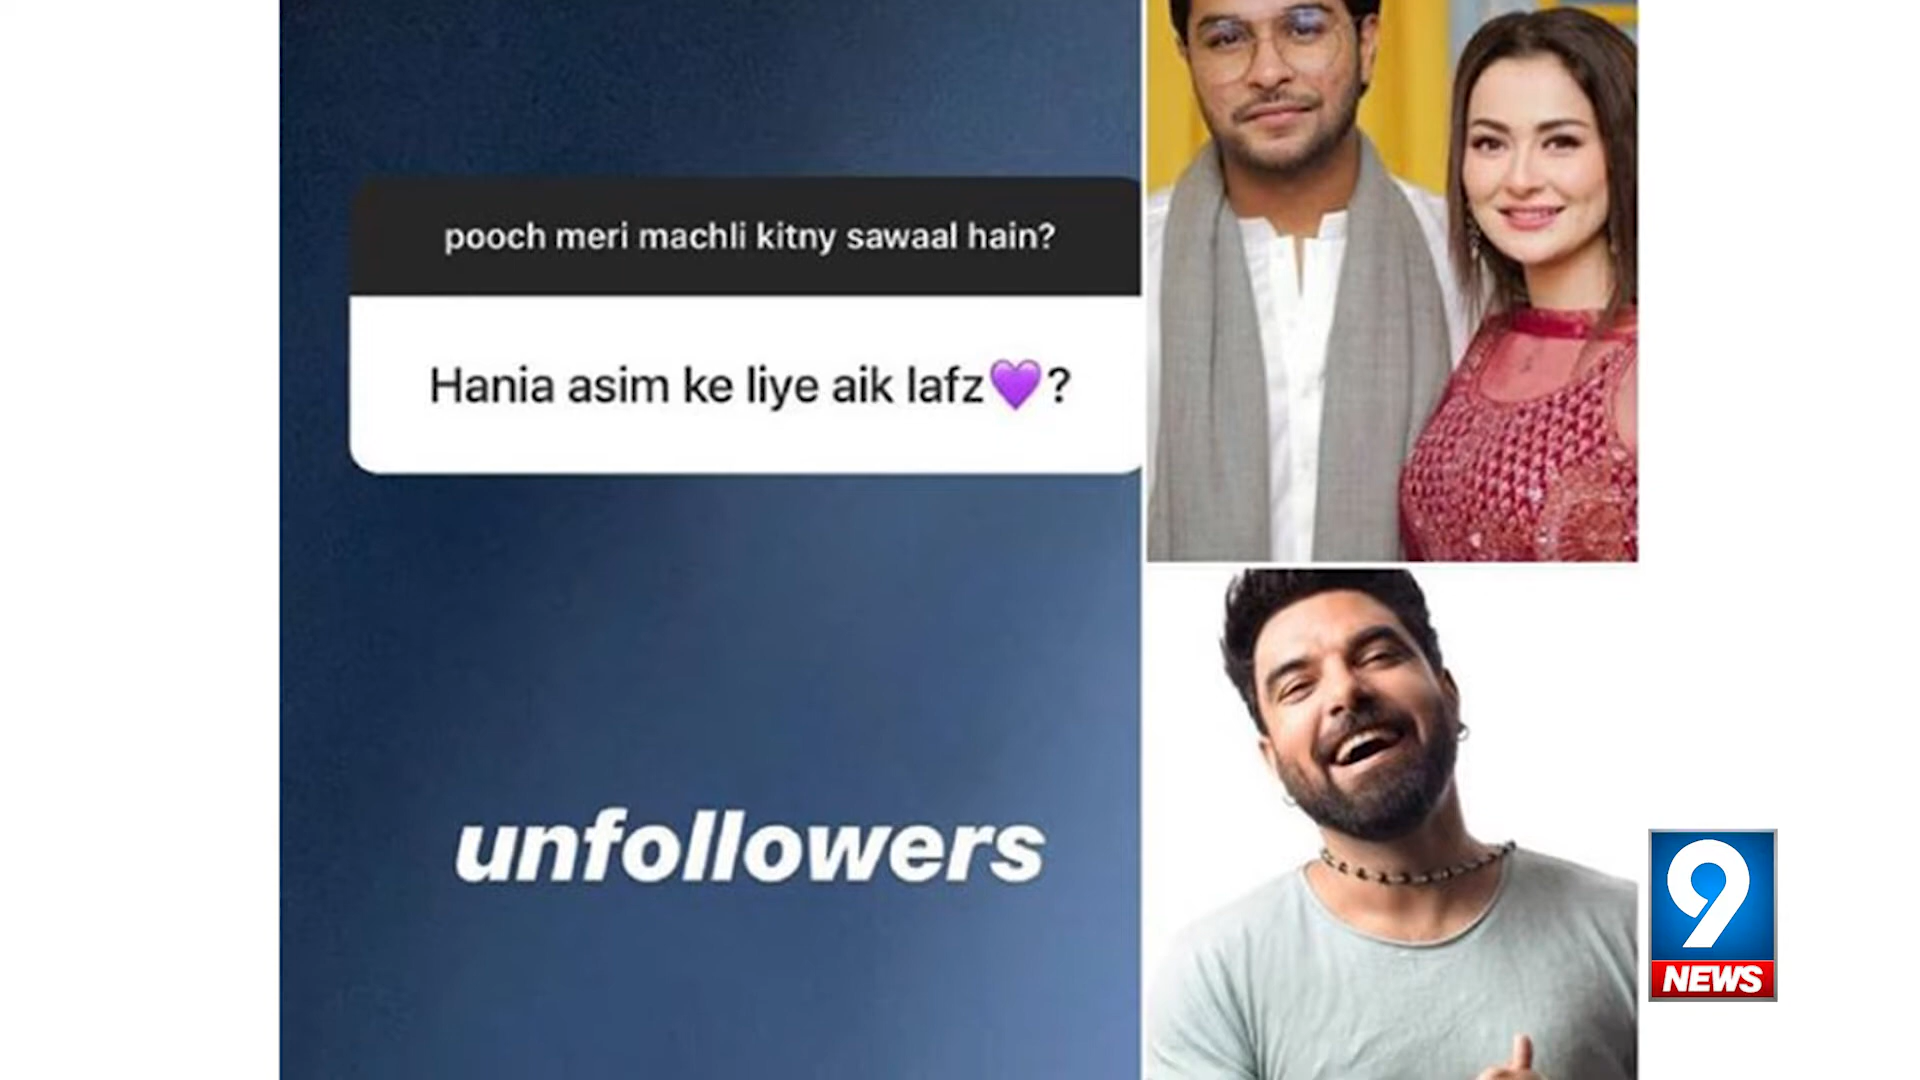 pooch meri machli kitny sawaal hain?
Hania asim ke liye aik lafz💜?
unfollowers
9
NEWS